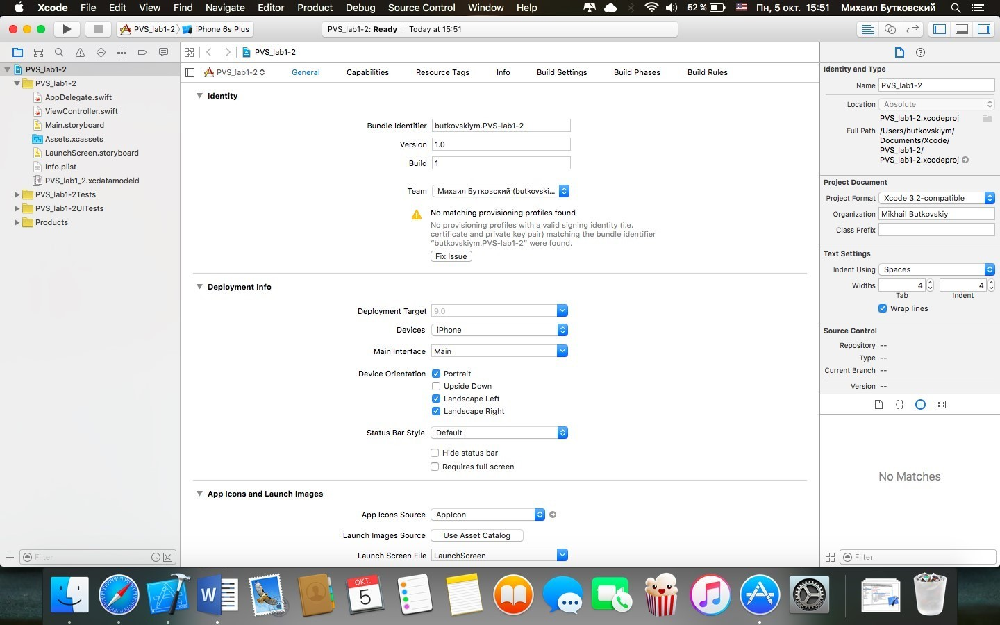 Xcode File Edit View Find Navigate Editor Product Debug Source Control Window Help 52 % Пн, 5 окт. 15:51 Михаил Бутковский
PVS_lab1-2 iPhone 6s Plus PVS_lab1-2: Ready Today at 15:51
PVS_lab1-2
PVS_lab1-2
PVS_lab1-2
AppDelegate.swift
ViewController.swift
Main.storyboard
Assets.xcassets
LaunchScreen.storyboard
Info.plist
PVS_lab1_2.xcdatamodeld
PVS_lab1-2Tests
PVS_lab1-2UITests
Products
Filter
PVS_lab1-2 General Capabilities Resource Tags Info Build Settings Build Phases Build Rules
Identity
Bundle Identifier butkovskiym.PVS-lab1-2
Version 1.0
Build 1
Team Михаил Бутковский (butkovski...
No matching provisioning profiles found
No provisioning profiles with a valid signing identity (i.e.
certificate and private key pair) matching the bundle identifier
“butkovskiym.PVS-lab1-2” were found.
Fix Issue
Deployment Info
Deployment Target 9.0
Devices iPhone
Main Interface Main
Device Orientation Portrait
Upside Down
Landscape Left
Landscape Right
Status Bar Style Default
Hide status bar
Requires full screen
App Icons and Launch Images
App Icons Source AppIcon
Launch Images Source Use Asset Catalog
Launch Screen File LaunchScreen
Identity and Type
Name PVS_lab1-2
Location Absolute
PVS_lab1-2.xcodeproj
Full Path /Users/butkovskiym/
Documents/Xcode/
PVS_lab1-2/
PVS_lab1-2.xcodeproj
Project Document
Project Format Xcode 3.2-compatible
Organization Mikhail Butkovskiy
Class Prefix
Text Settings
Indent Using Spaces
Widths 4 4
Tab Indent
Wrap lines
Source Control
Repository --
Type --
Current Branch --
Version --
No Matches
Filter
W
ОКТ.
5